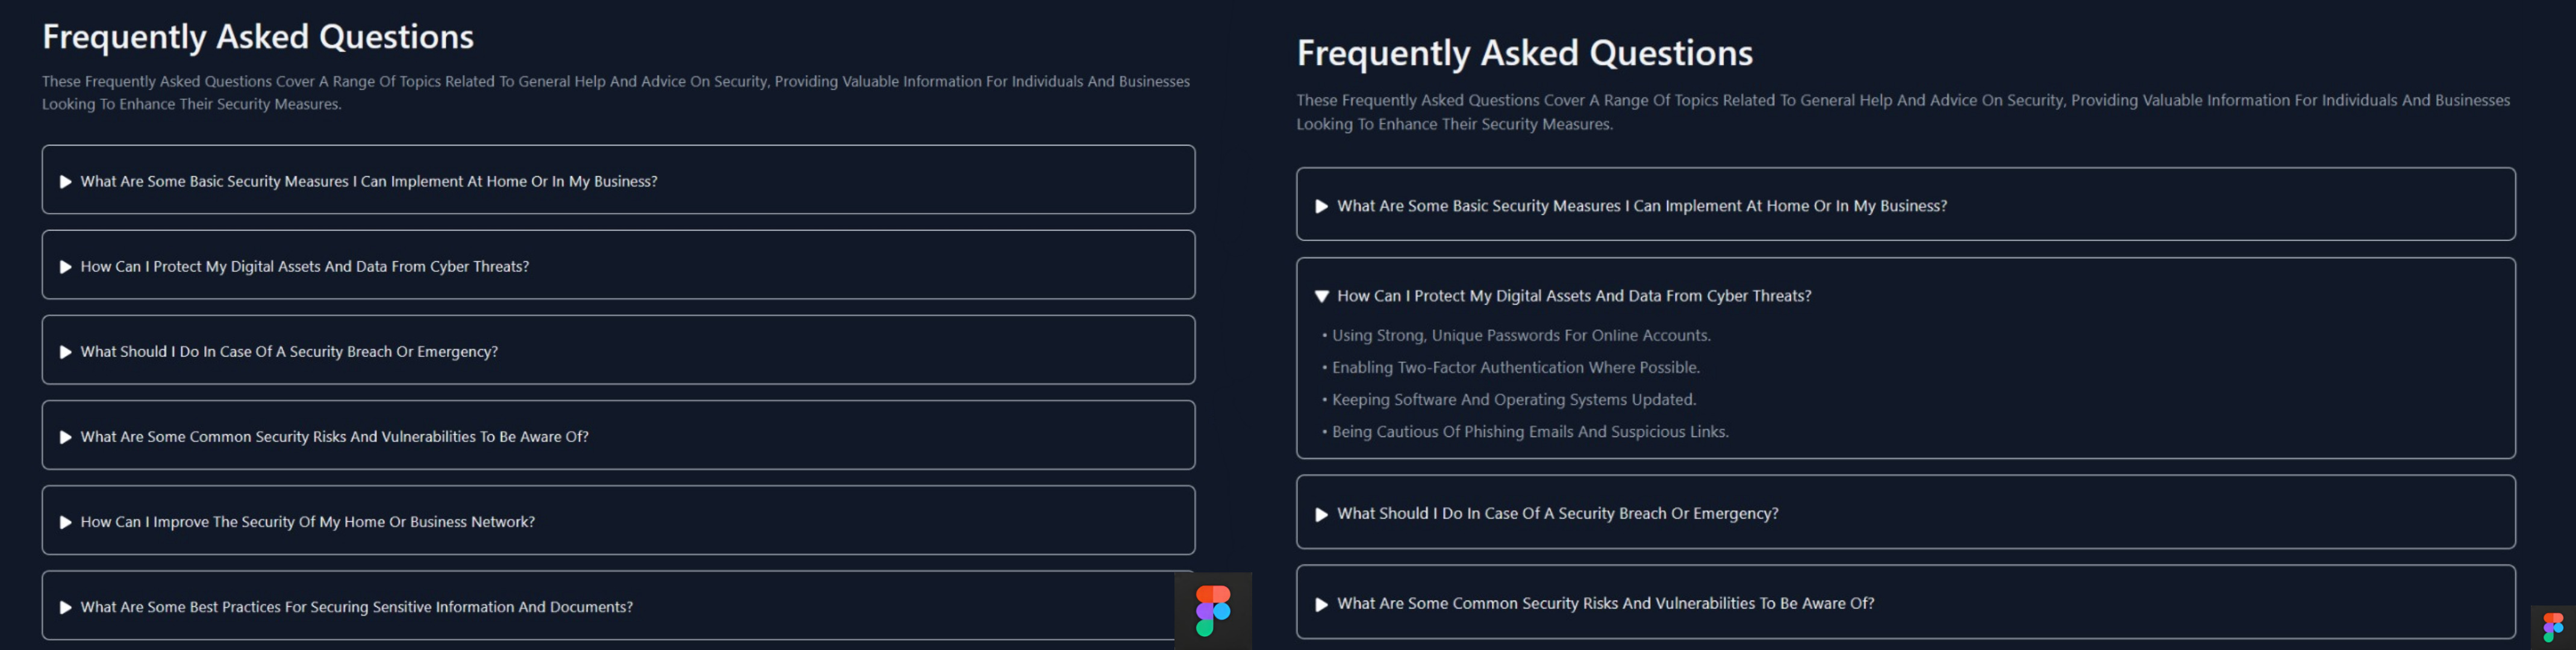 Frequently Asked Questions
These Frequently Asked Questions Cover A Range Of Topics Related To General Help And Advice On Security, Providing Valuable Information For Individuals And Businesses
Looking To Enhance Their Security Measures.
What Are Some Basic Security Measures I Can Implement At Home Or In My Business?
How Can I Protect My Digital Assets And Data From Cyber Threats?
What Should I Do In Case Of A Security Breach Or Emergency?
What Are Some Common Security Risks And Vulnerabilities To Be Aware Of?
How Can I Improve The Security Of My Home Or Business Network?
What Are Some Best Practices For Securing Sensitive Information And Documents?
Frequently Asked Questions
These Frequently Asked Questions Cover A Range Of Topics Related To General Help And Advice On Security, Providing Valuable Information For Individuals And Businesses
Looking To Enhance Their Security Measures.
What Are Some Basic Security Measures I Can Implement At Home Or In My Business?
How Can I Protect My Digital Assets And Data From Cyber Threats?
• Using Strong, Unique Passwords For Online Accounts.
• Enabling Two-Factor Authentication Where Possible.
• Keeping Software And Operating Systems Updated.
• Being Cautious Of Phishing Emails And Suspicious Links.
What Should I Do In Case Of A Security Breach Or Emergency?
What Are Some Common Security Risks And Vulnerabilities To Be Aware Of?